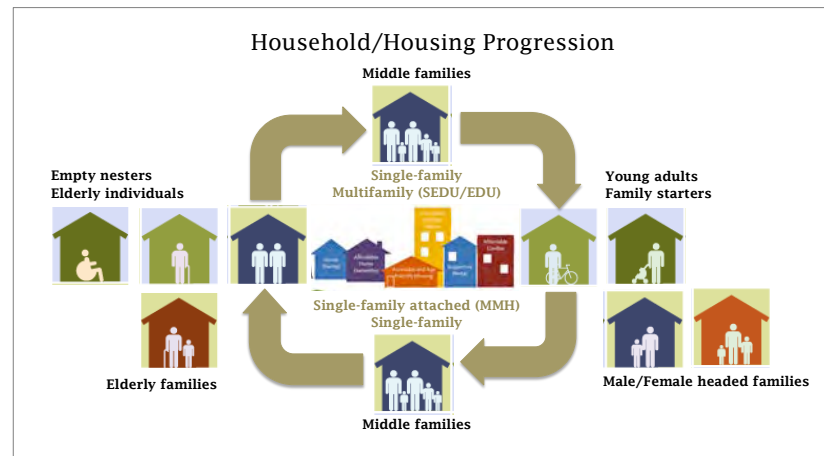 Household/Housing Progression
Middle families
Single-family
Multifamily (SEDU/EDU)
Empty nesters
Elderly individuals
Young adults
Family starters
Single-family attached (MMH)
Single-family
Elderly families
Male/Female headed families
Middle families